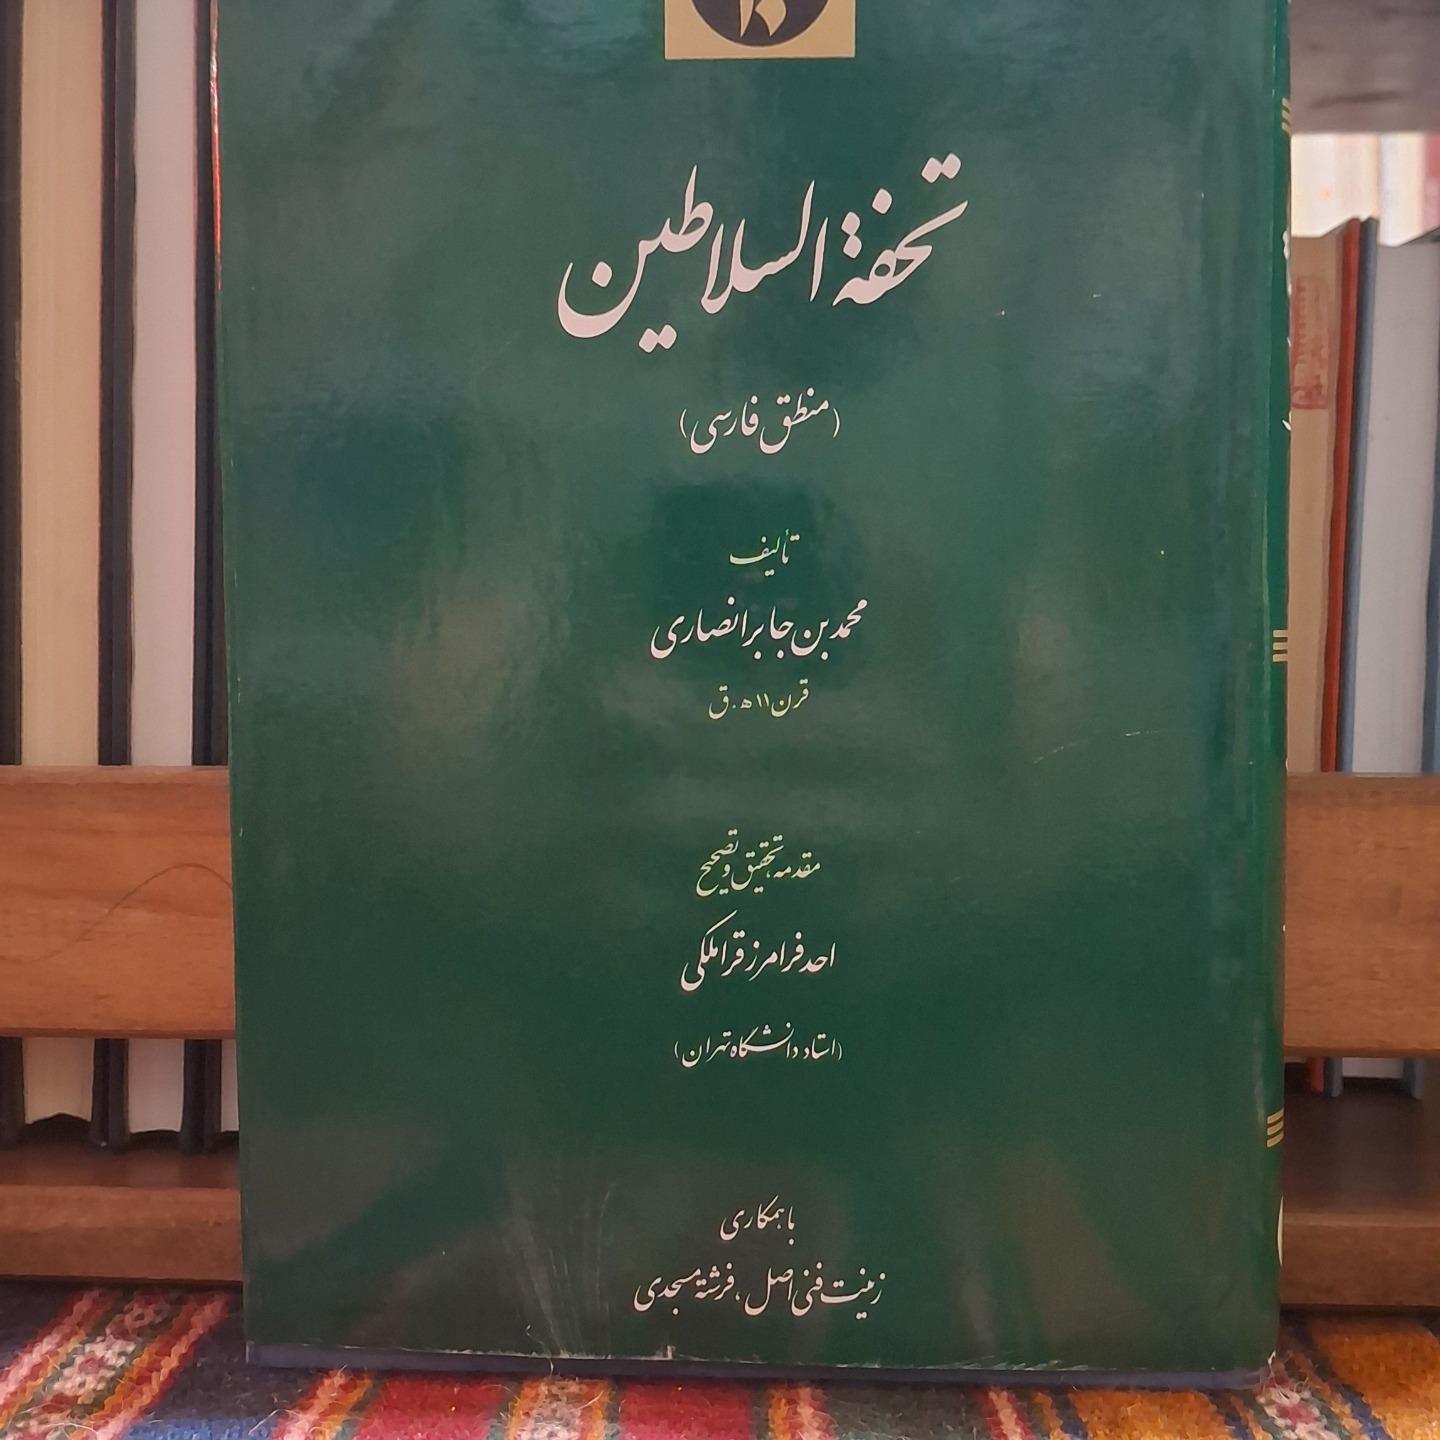 تحفة السلاطین
(منطق فارسی)
تألیف
محمد بن جابر انصاری
قرن ۱۱ ه‍.ق
مقدمه، تحقیق و تصحیح
احد فرامرز قراملکی
(استاد دانشگاه تهران)
با همکاری
زینت فنی اصل، فرشتۀ مسجدی